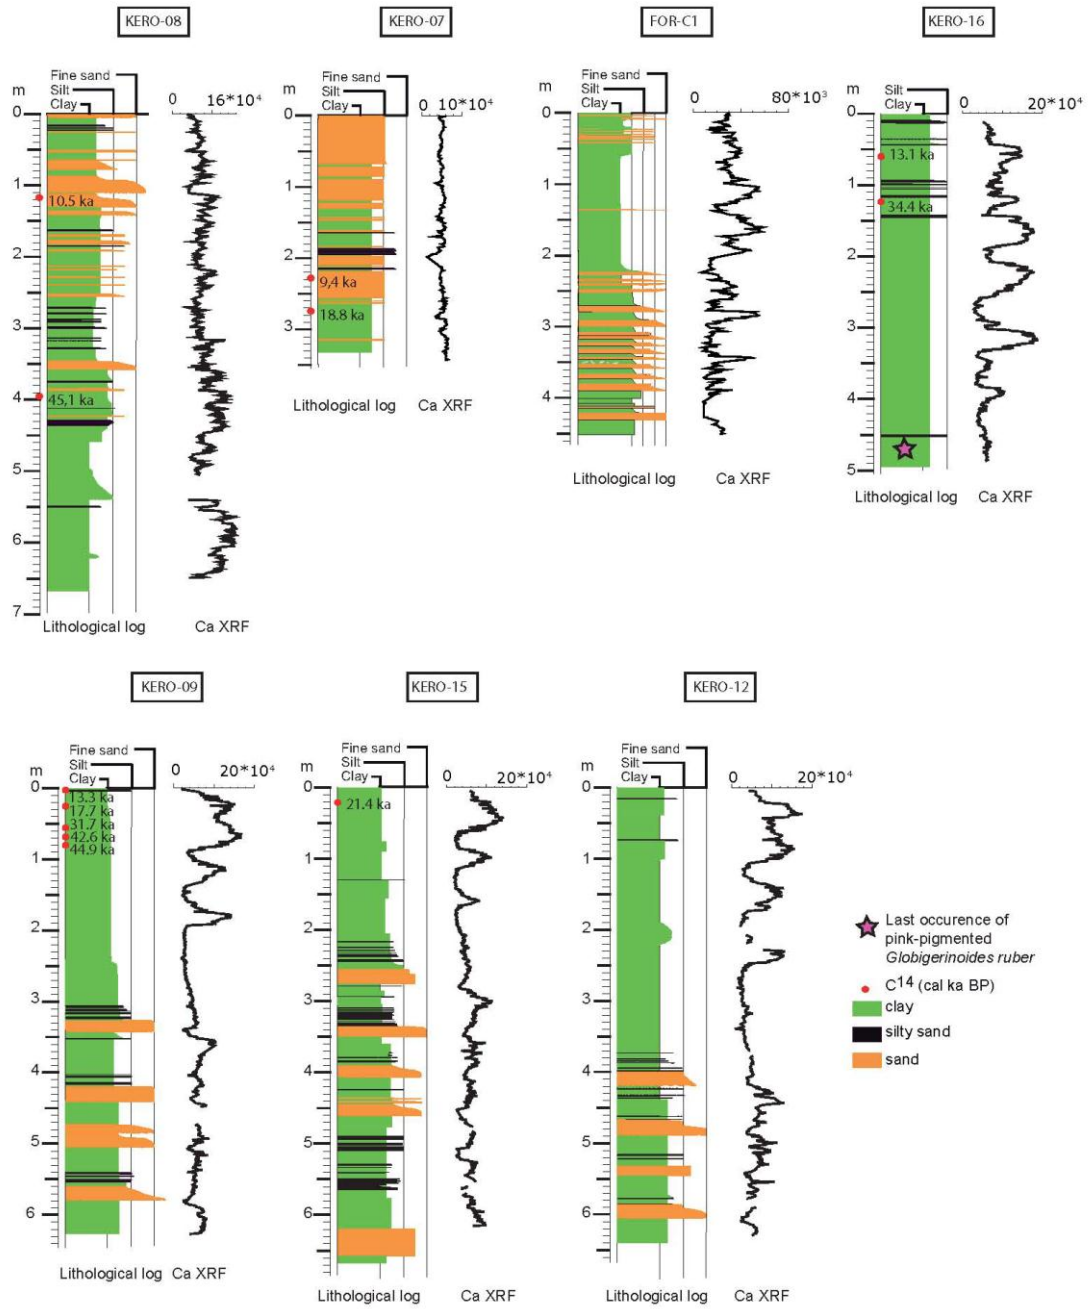 KERO-08
Fine sand
Silt
Clay
m
0 16*10⁴
0
1
2
3
4
5
6
7
10,5 ka
45,1 ka
Lithological log
Ca XRF
KERO-07
Fine sand
Silt
Clay
m
0 10*10⁴
0
1
2
3
9,4 ka
18.8 ka
Lithological log
Ca XRF
FOR-C1
Fine sand
Silt
Clay
m
0 80*10³
0
1
2
3
4
Lithological log
Ca XRF
KERO-16
Fine sand
Silt
Clay
m
0 20*10⁴
0
1
2
3
4
5
13.1 ka
34.4 ka
Lithological log
Ca XRF
KERO-09
Fine sand
Silt
Clay
m
0 20*10⁴
0
1
2
3
4
5
6
13.3 ka
17.7 ka
31.7 ka
42.6 ka
44.9 ka
Lithological log
Ca XRF
KERO-15
Fine sand
Silt
Clay
m
0 20*10⁴
0
1
2
3
4
5
6
21.4 ka
Lithological log
Ca XRF
KERO-12
Fine sand
Silt
Clay
m
0 20*10⁴
0
1
2
3
4
5
6
Lithological log
Ca XRF
Last occurence of
pink-pigmented
Globigerinoides ruber
C¹⁴ (cal ka BP)
clay
silty sand
sand